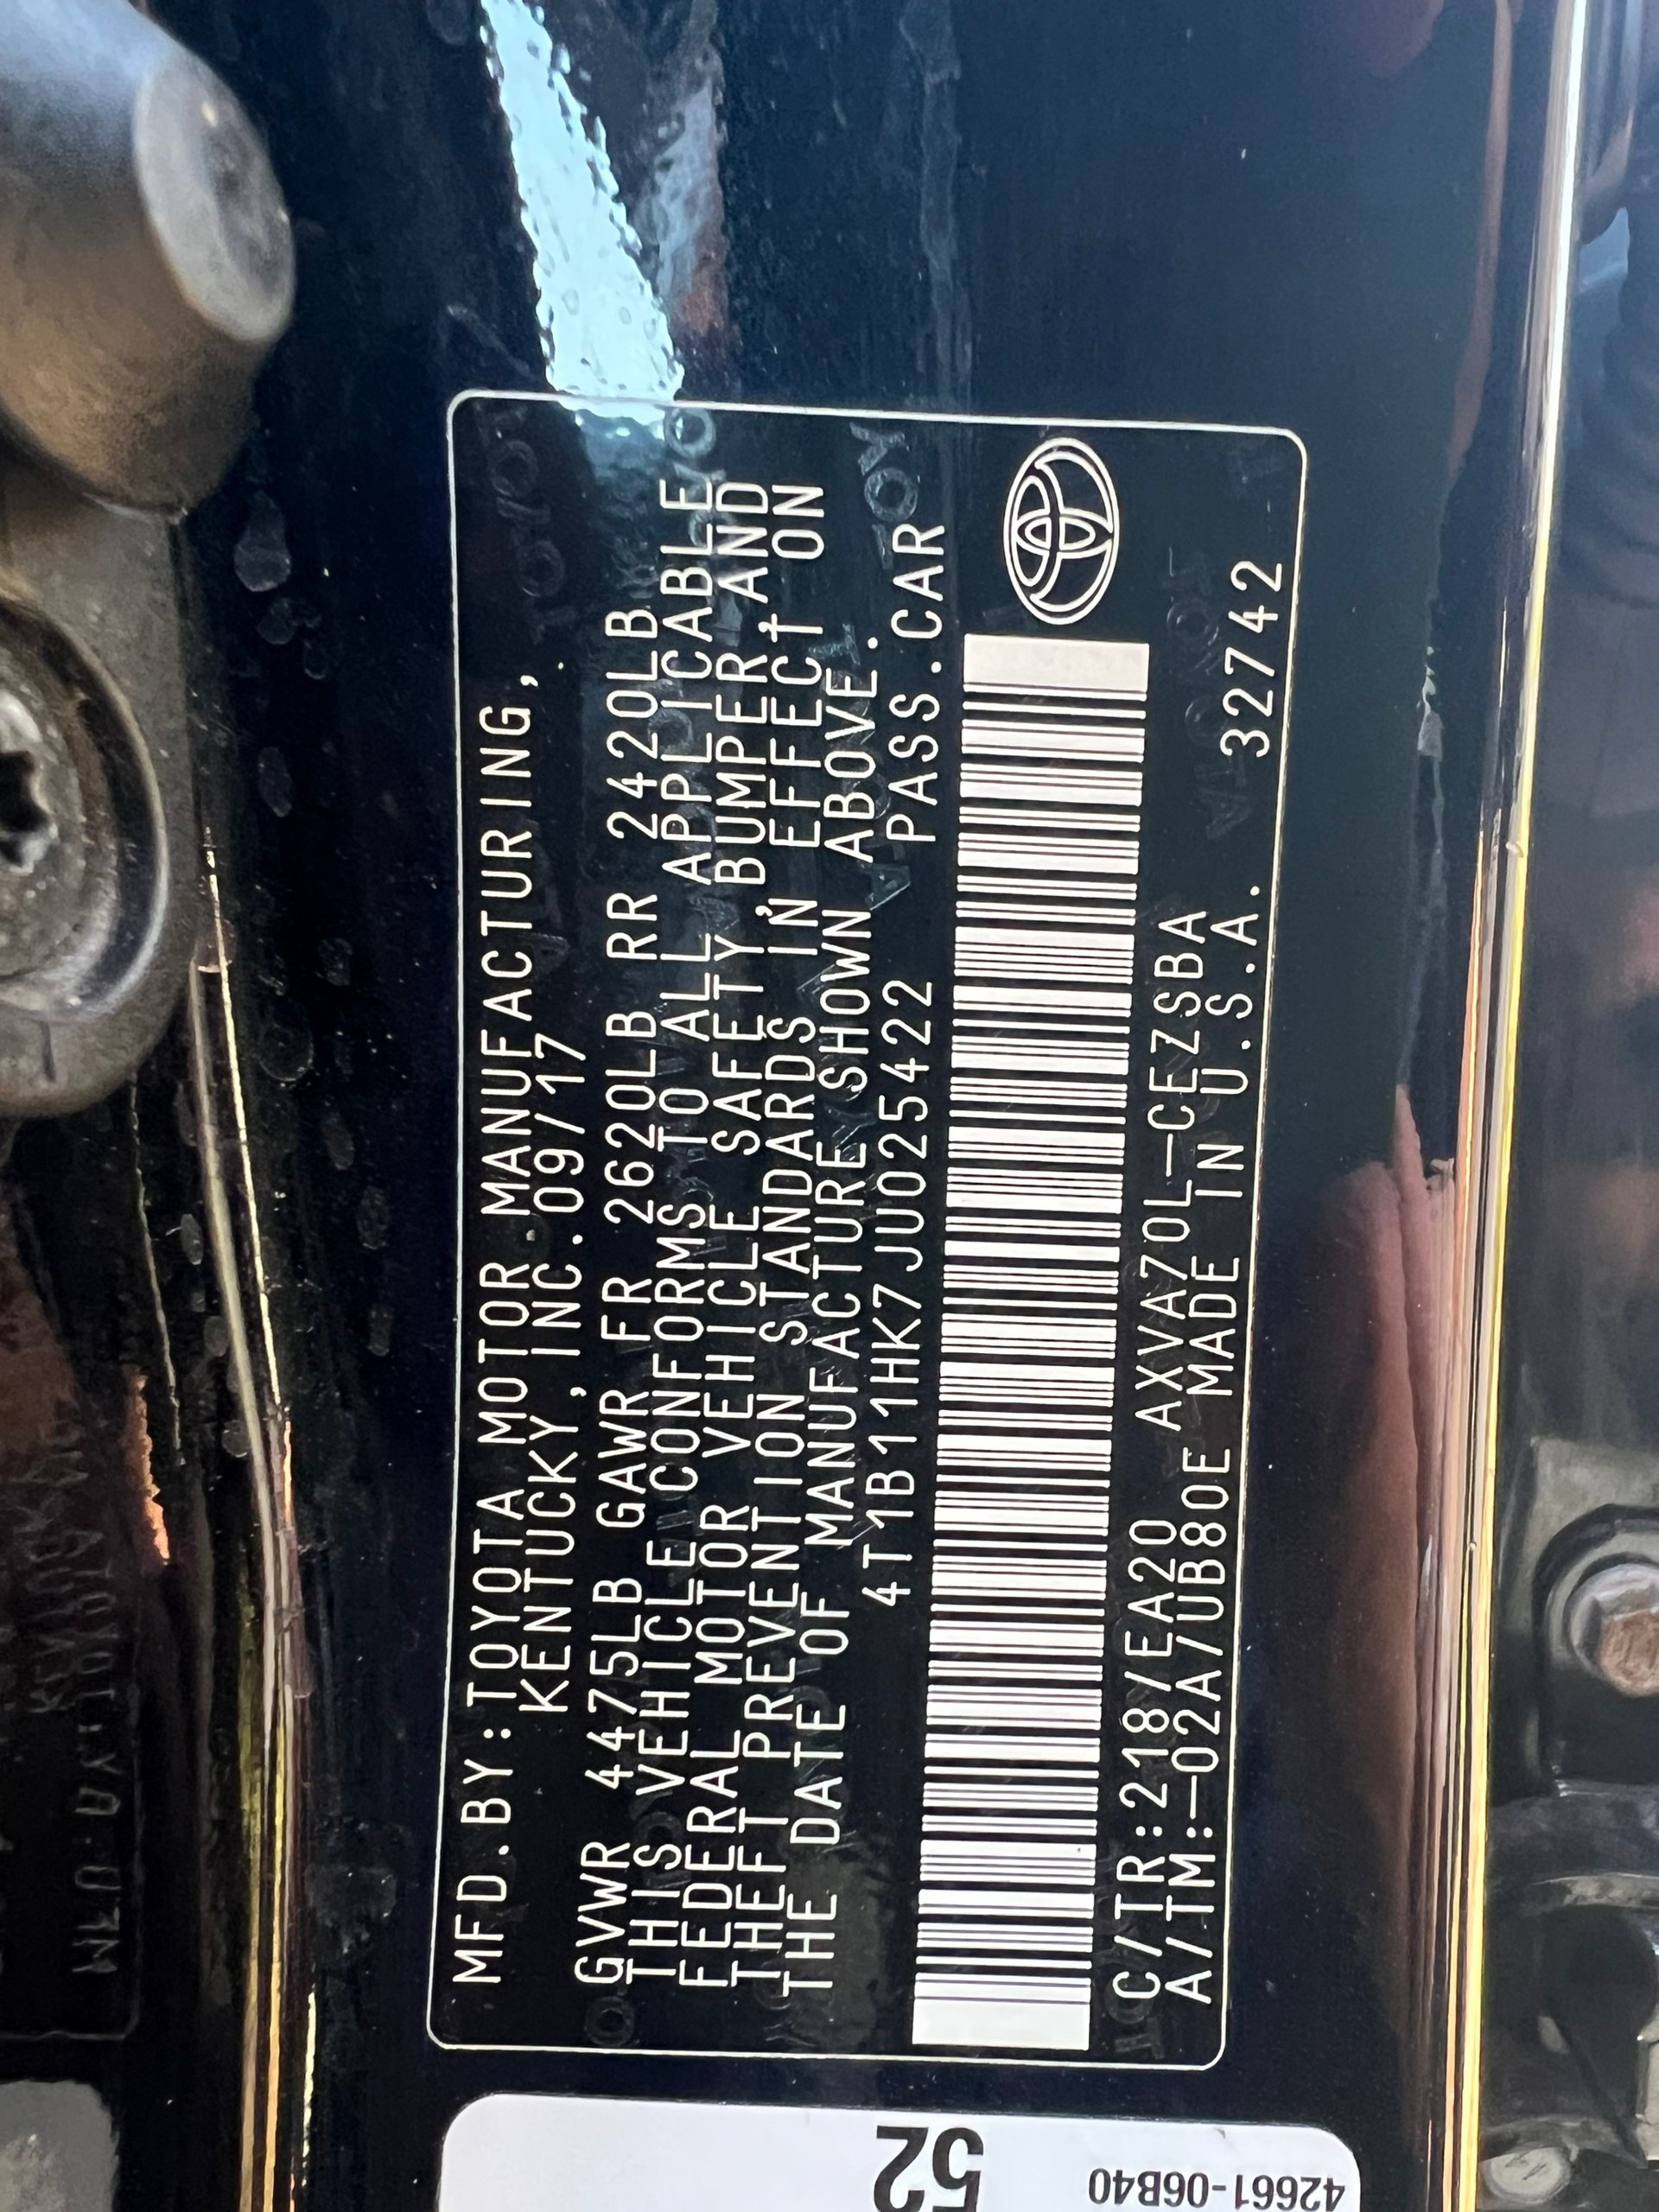 MFD.BY:TOYOTA MOTOR MANUFACTURING,
KENTUCKY, INC.09/17
GVWR 4475LB GAWR FR 2620LB RR 2420LB
THIS VEHICLE CONFORMS TO ALL APPLICABLE
FEDERAL MOTOR VEHICLE SAFETY, BUMPER, AND
THEFT PREVENTION STANDARDS IN EFFECT ON
THE DATE OF MANUFACTURE SHOWN ABOVE.
4T1B11HK7JU025422 PASS.CAR
C/TR:218/EA20 AXVA70L-CEZSBA
A/TM:-02A/UB80E MADE IN U.S.A. 32742
52
42661-06B40